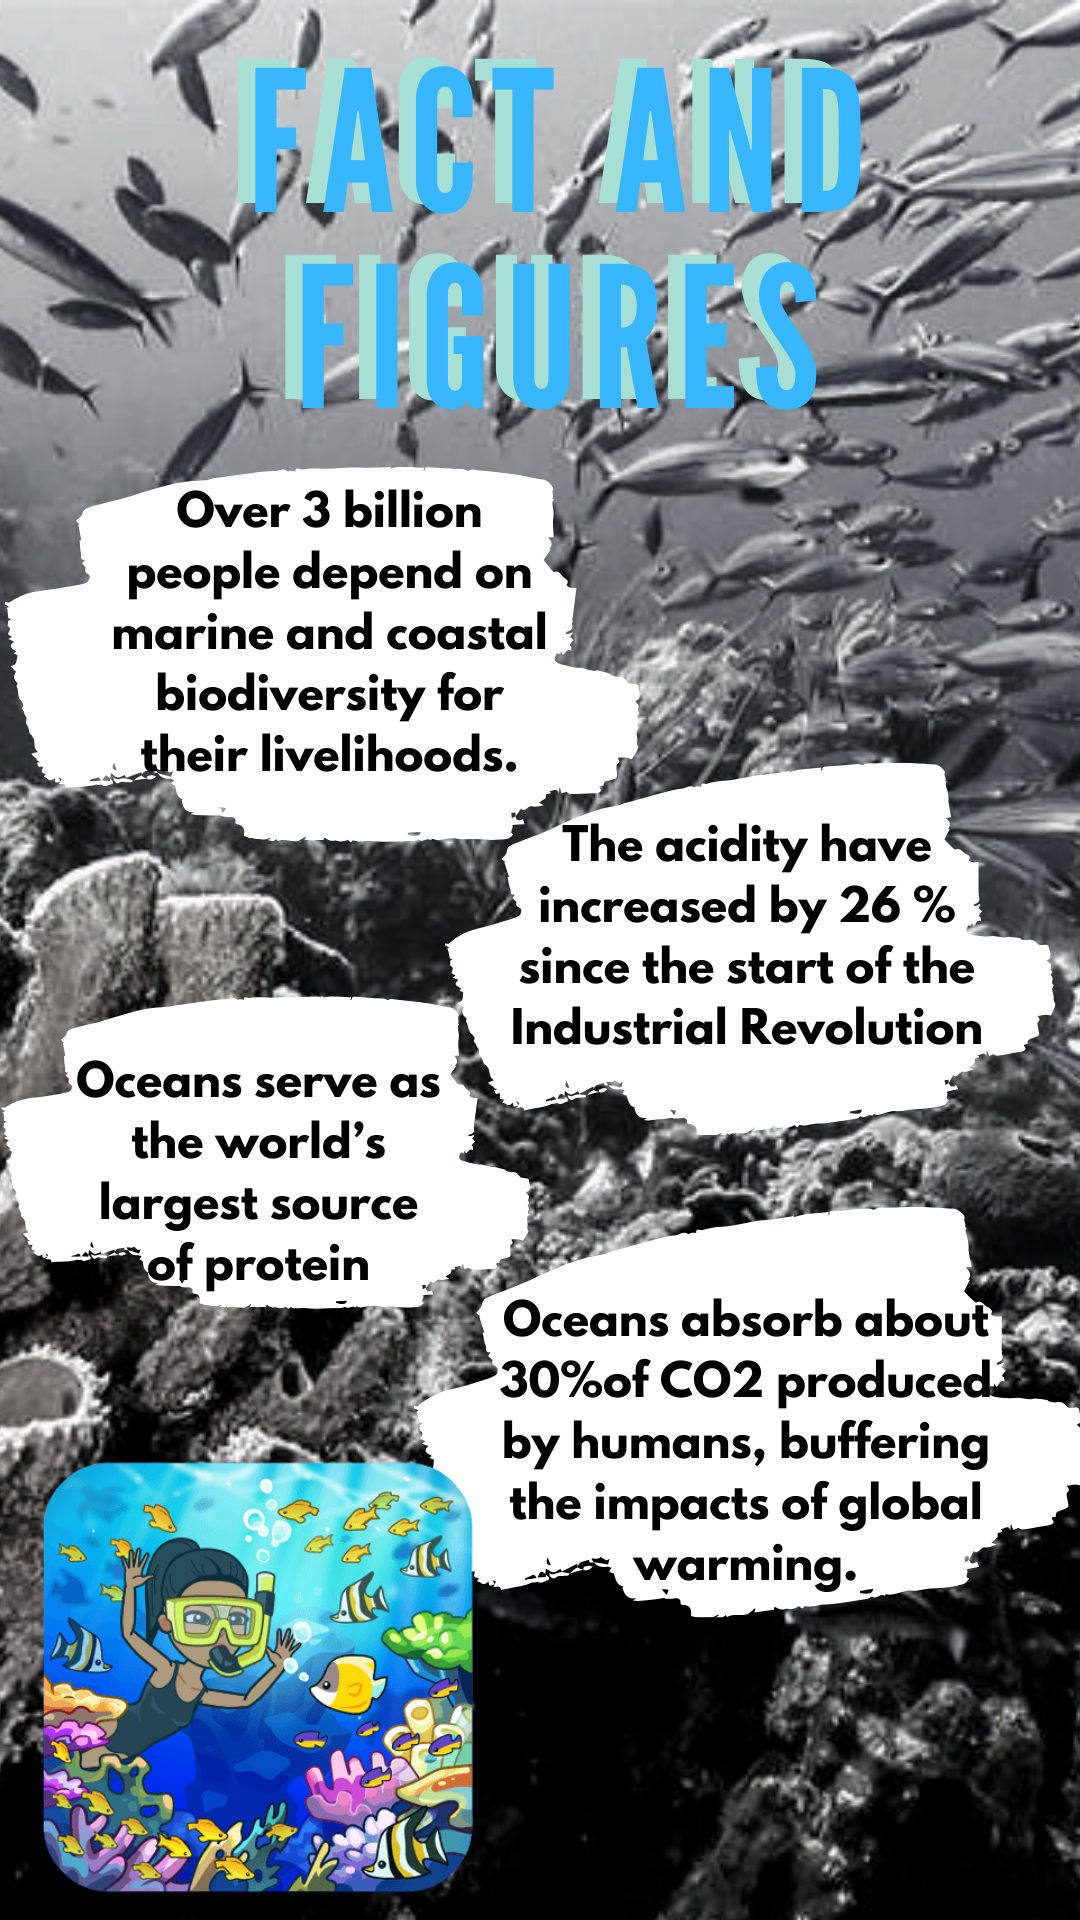 FACT AND
FIGURES
Over 3 billion
people depend on
marine and coastal
biodiversity for
their livelihoods.
The acidity have
increased by 26 %
since the start of the
Industrial Revolution
Oceans serve as
the world’s
largest source
of protein
Oceans absorb about
30%of CO2 produced
by humans, buffering
the impacts of global
warming.